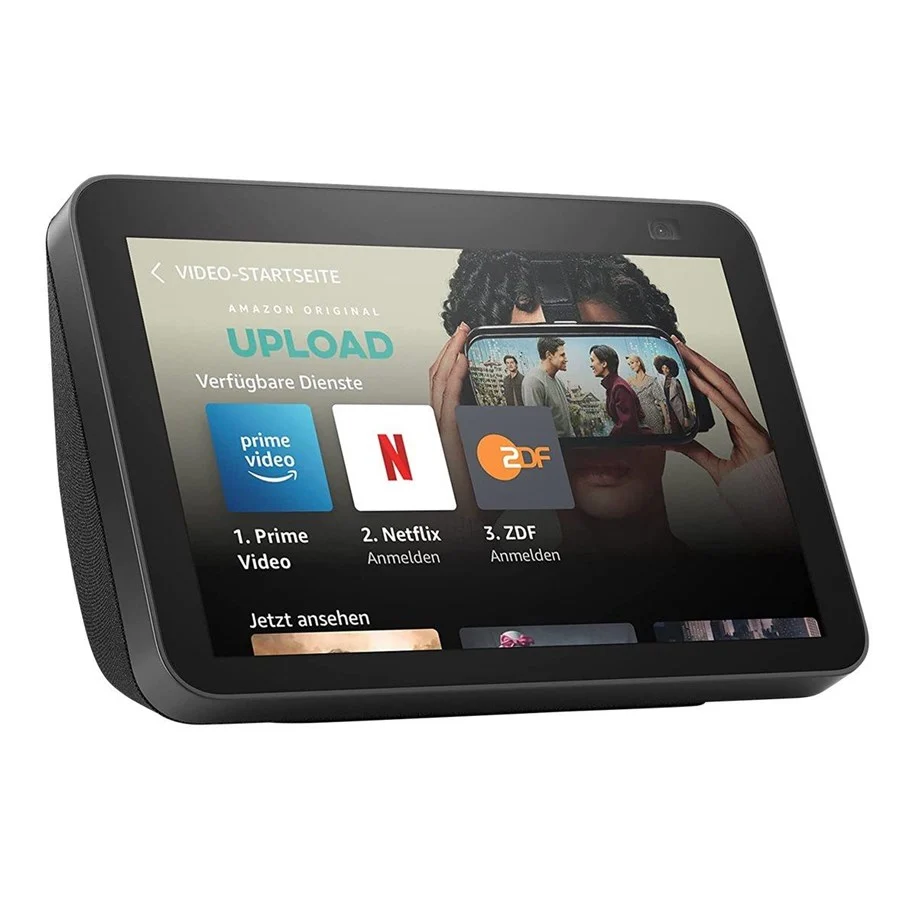 VIDEO-STARTSEITE
AMAZON ORIGINAL
UPLOAD
Verfügbare Dienste
prime
video
N
ZDF
1. Prime
Video
2. Netflix
Anmelden
3. ZDF
Anmelden
Jetzt ansehen